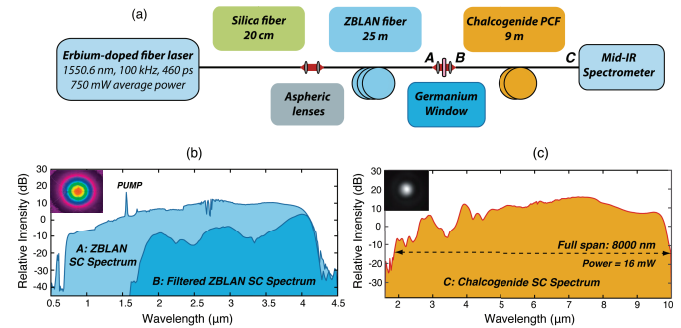 (a)
Silica fiber
20 cm
ZBLAN fiber
25 m
Chalcogenide PCF
9 m
Erbium-doped fiber laser
1550.6 nm, 100 kHz, 460 ps
750 mW average power
A
B
C
Mid-IR
Spectrometer
Aspheric
lenses
Germanium
Window
(b)
Relative Inensity (dB)
30
20
10
0
-10
-20
-30
-40
PUMP
A: ZBLAN
SC Spectrum
B: Filtered ZBLAN SC Spectrum
0.5 1 1.5 2 2.5 3 3.5 4 4.5
Wavelength (μm)
(c)
Relative Inensity (dB)
30
20
10
0
-10
-20
-30
Full span: 8000 nm
Power = 16 mW
C: Chalcogenide SC Spectrum
2 3 4 5 6 7 8 9 10
Wavelength (μm)